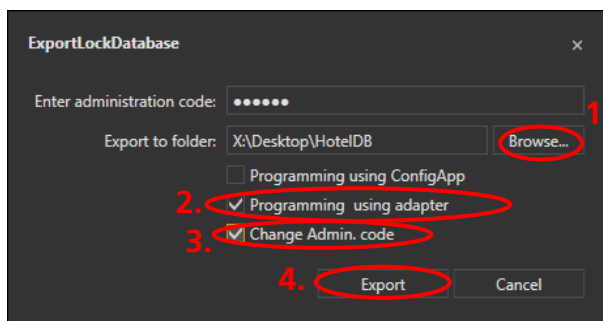 ExportLockDatabase ×
Enter administration code: ●●●●●●
1
Export to folder: X:\Desktop\HotelDB Browse...
Programming using ConfigApp
2. Programming using adapter
3. Change Admin. code
4. Export Cancel